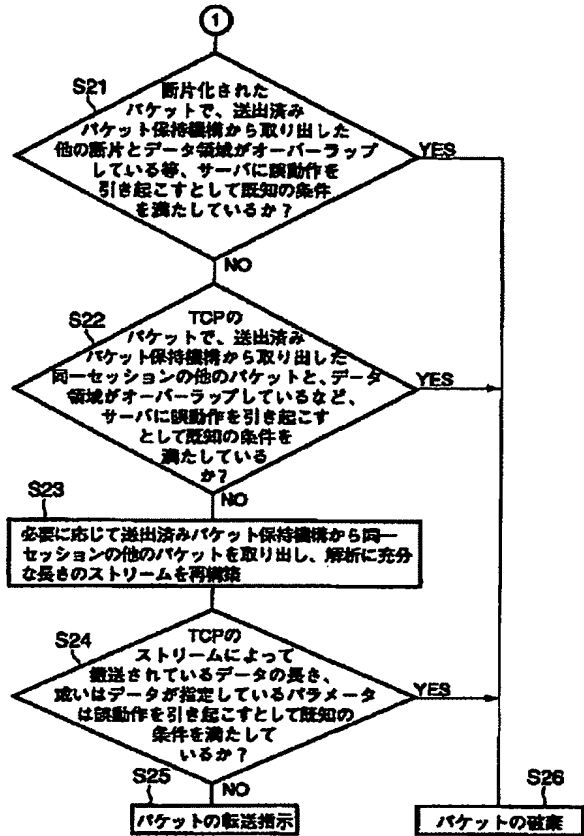 1
S21
断片化された
パケットで、送出済み
パケット保持機構から取り出した
他の断片とデータ領域がオーバーラップ
している等、サーバに誤動作を
引き起こすとして既知の条件
を満たしているか?
YES
NO
S22
TCPの
パケットで、送出済み
パケット保持機構から取り出した
同一セッションの他のパケットと、データ
領域がオーバーラップしているなど、
サーバに誤動作を引き起こす
として既知の条件を
満たしている
か?
YES
NO
S23
必要に応じて送出済みパケット保持機構から同一
セッションの他のパケットを取り出し、解析に充分
な長さのストリームを再構築
S24
TCPの
ストリームによって
搬送されているデータの長さ、
或いはデータが指定しているパラメータ
は誤動作を引き起こすとして既知の
条件を満たして
いるか?
YES
NO
S25
パケットの転送指示
S26
パケットの破棄